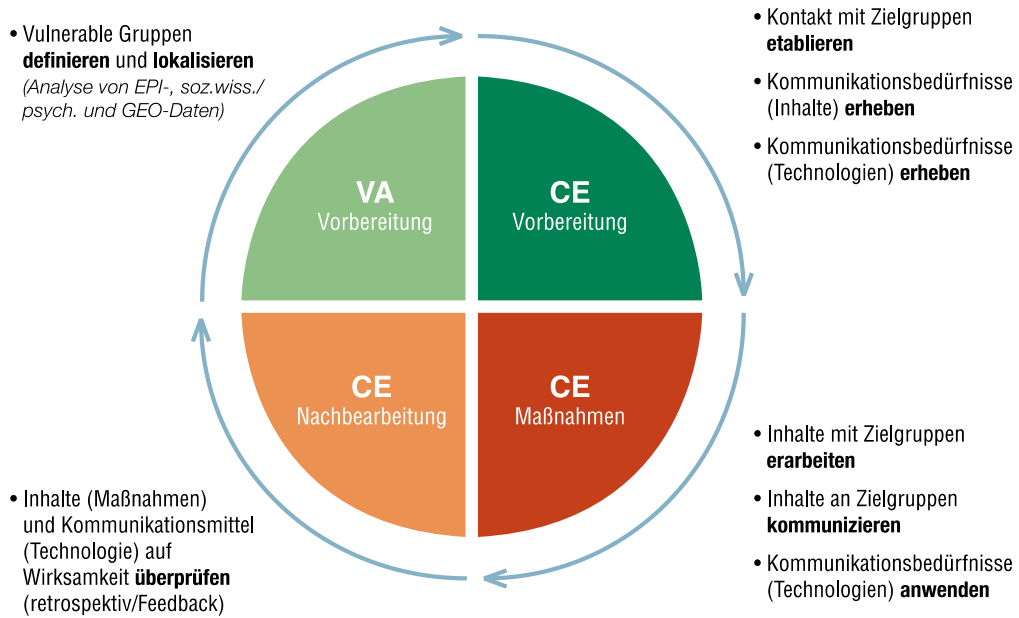 • Vulnerable Gruppen
definieren und lokalisieren
(Analyse von EPI-, soz.wiss./
psych. und GEO-Daten)
• Kontakt mit Zielgruppen
etablieren
• Kommunikationsbedürfnisse
(Inhalte) erheben
• Kommunikationsbedürfnisse
(Technologien) erheben
VA
Vorbereitung
CE
Vorbereitung
CE
Nachbearbeitung
CE
Maßnahmen
• Inhalte mit Zielgruppen
erarbeiten
• Inhalte an Zielgruppen
kommunizieren
• Kommunikationsbedürfnisse
(Technologien) anwenden
• Inhalte (Maßnahmen)
und Kommunikationsmittel
(Technologie) auf
Wirksamkeit überprüfen
(retrospektiv/Feedback)